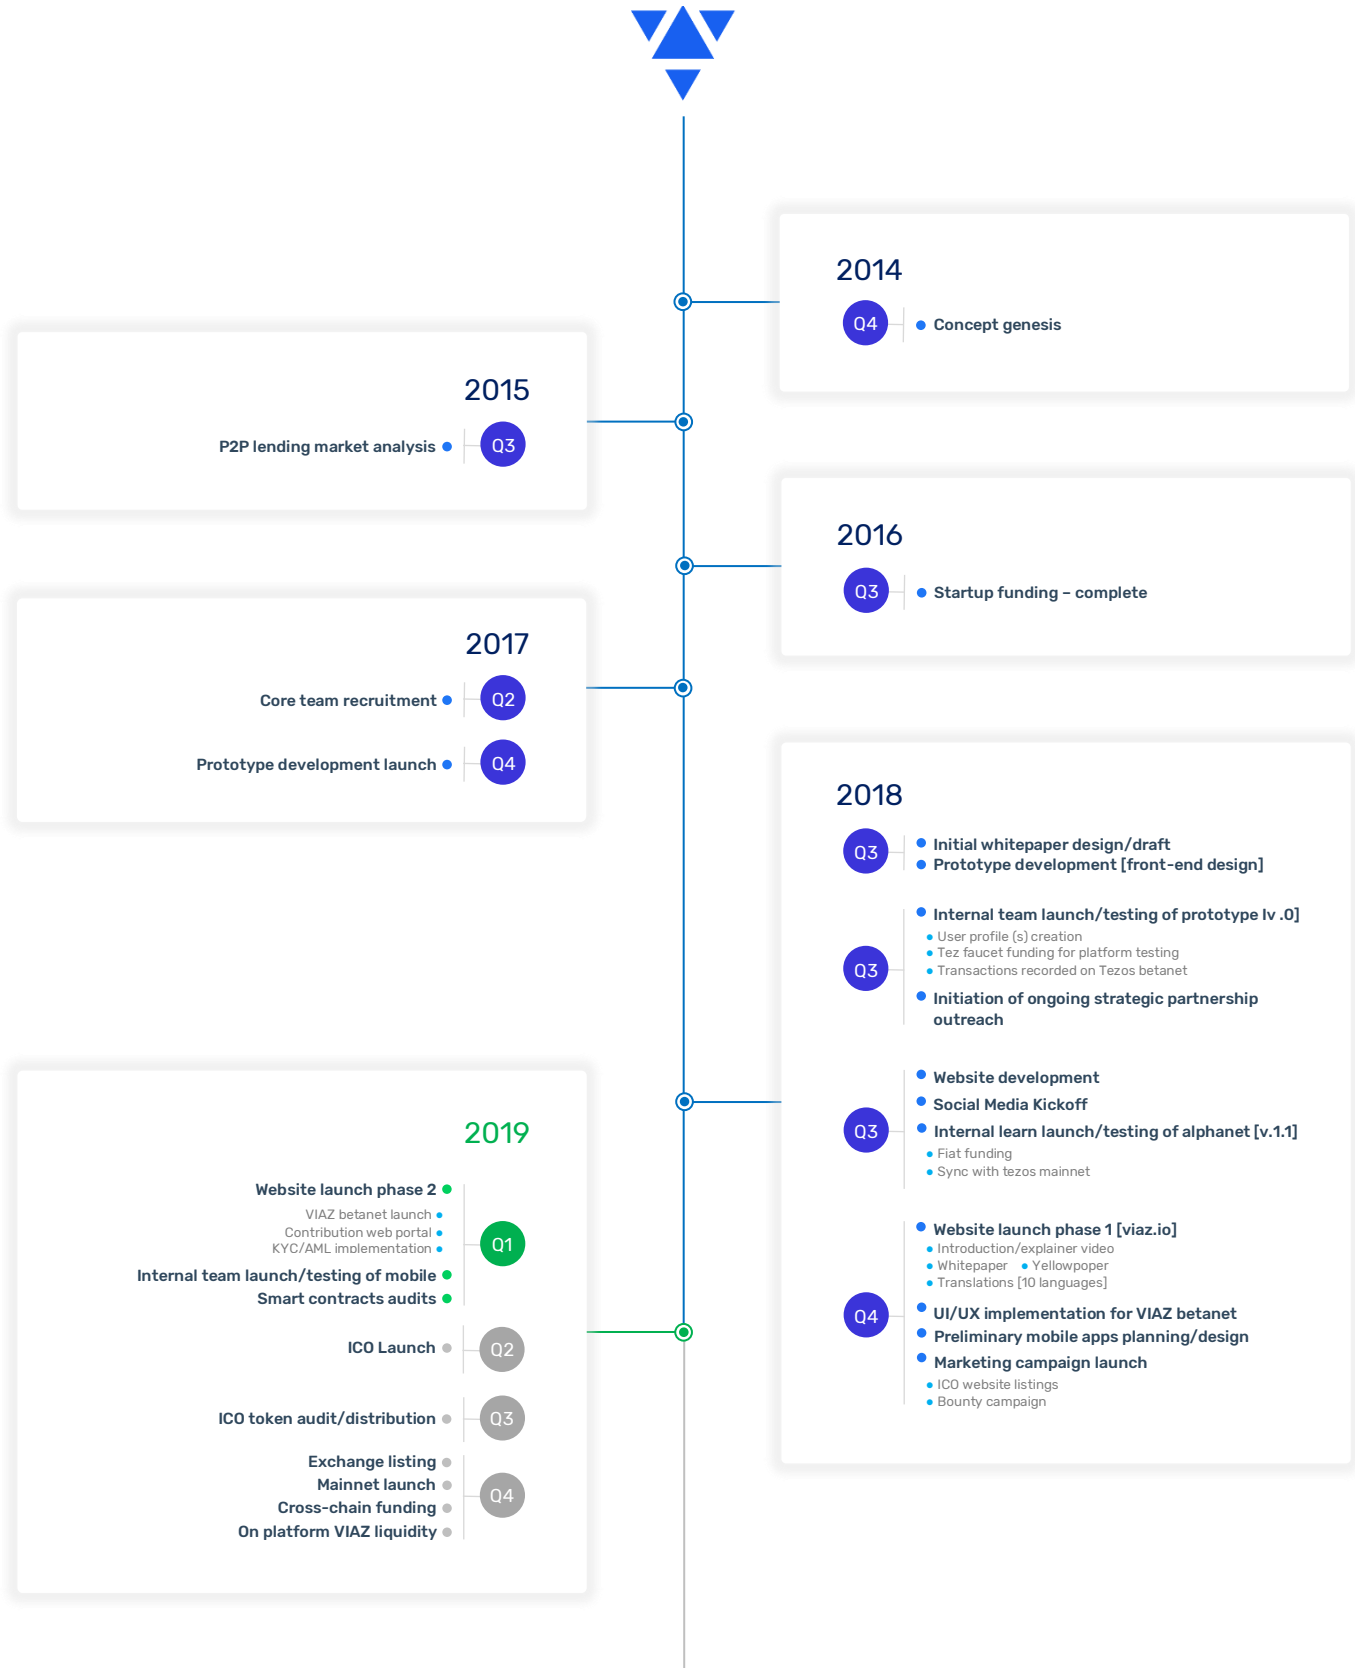 2014
Q4
Concept genesis
2015
P2P lending market analysis
Q3
2016
Q3
Startup funding – complete
2017
Core team recruitment
Q2
Prototype development launch
Q4
2018
Q3
Initial whitepaper design/draft
Prototype development [front-end design]
Q3
Internal team launch/testing of prototype Iv .0]
User profile (s) creation
Tez faucet funding for platform testing
Transactions recorded on Tezos betanet
Initiation of ongoing strategic partnership
outreach
Q3
Website development
Social Media Kickoff
Internal learn launch/testing of alphanet [v.1.1]
Fiat funding
Sync with tezos mainnet
Q4
Website launch phase 1 [viaz.io]
Introduction/explainer video
Whitepaper Yellowpoper
Translations [10 languages]
UI/UX implementation for VIAZ betanet
Preliminary mobile apps planning/design
Marketing campaign launch
ICO website listings
Bounty campaign
2019
Website launch phase 2
VIAZ betanet launch
Contribution web portal
KYC/AML implomentation
Q1
Internal team launch/testing of mobile
Smart contracts audits
ICO Launch
Q2
ICO token audit/distribution
Q3
Exchange listing
Mainnet launch
Q4
Cross-chain funding
On platform VIAZ liquidity